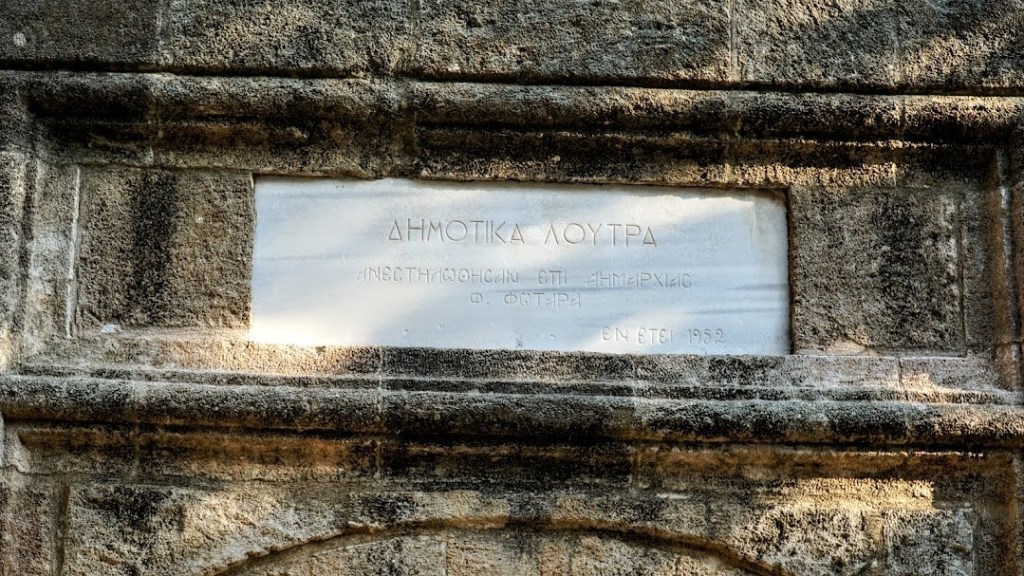 ΔΗΜΟΤΙΚΑ ΛΟΥΤΡΑ
ΑΝΕΣΤΗΛΩΘΗΣΑΝ ΕΠΙ ΔΗΜΑΡΧΙΑΣ
Φ. ΦΩΤΑΡΑ
ΕΝ ΕΤΕΙ 1952